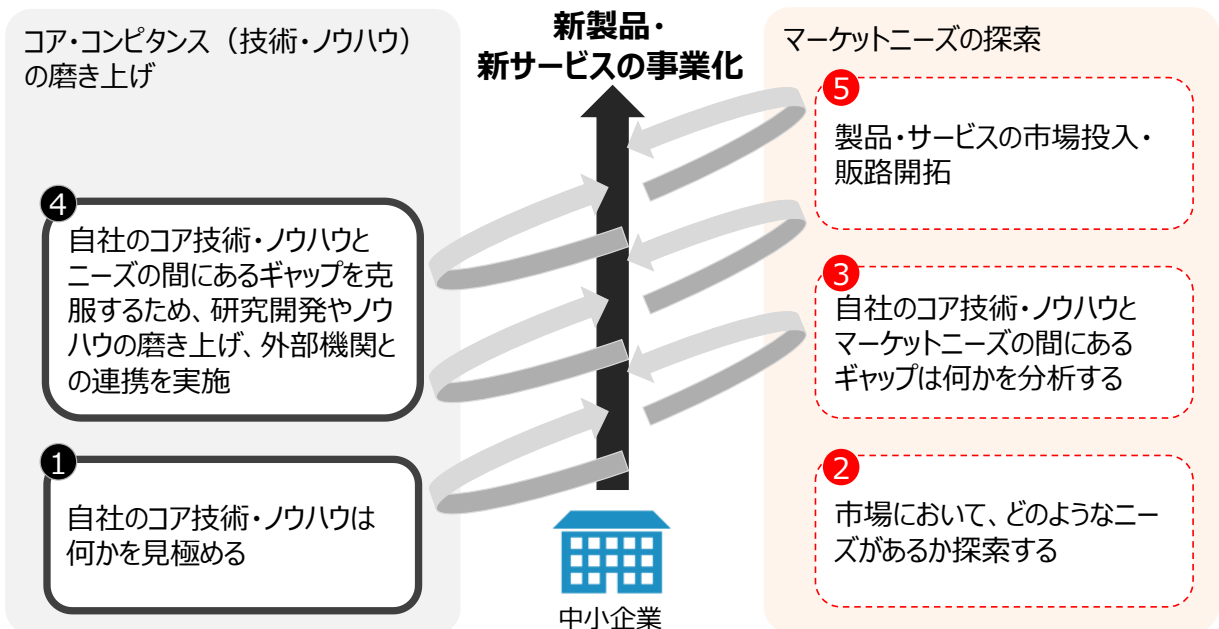 コア・コンピタンス（技術・ノウハウ）
の磨き上げ
新製品・
新サービスの事業化
マーケットニーズの探索
5
製品・サービスの市場投入・
販路開拓
4
自社のコア技術・ノウハウと
ニーズの間にあるギャップを克
服するため、研究開発やノウ
ハウの磨き上げ、外部機関と
の連携を実施
3
自社のコア技術・ノウハウと
マーケットニーズの間にある
ギャップは何かを分析する
1
自社のコア技術・ノウハウは
何かを見極める
2
市場において、どのようなニー
ズがあるか探索する
中小企業